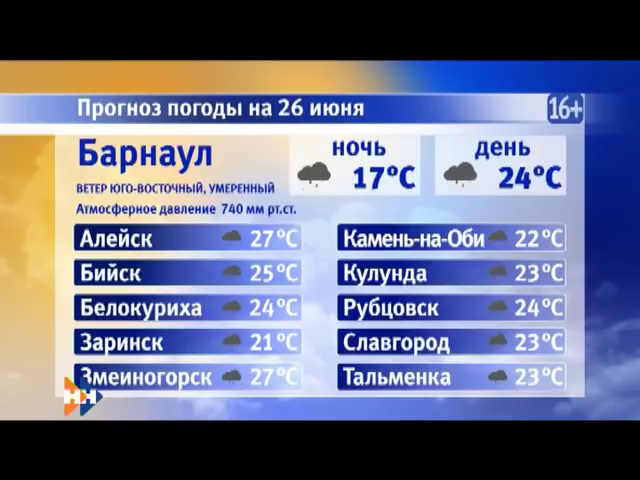 Прогноз погоды на 26 июня
16+
Барнаул
ВЕТЕР ЮГО-ВОСТОЧНЫЙ, УМЕРЕННЫЙ
Атмосферное давление 740 мм рт.ст.
ночь
17°C
день
24°C
Алейск 27°C
Бийск 25°C
Белокуриха 24°C
Заринск 21°C
Змеиногорск 27°C
Камень-на-Оби 22°C
Кулунда 23°C
Рубцовск 24°C
Славгород 23°C
Тальменка 23°C
НН